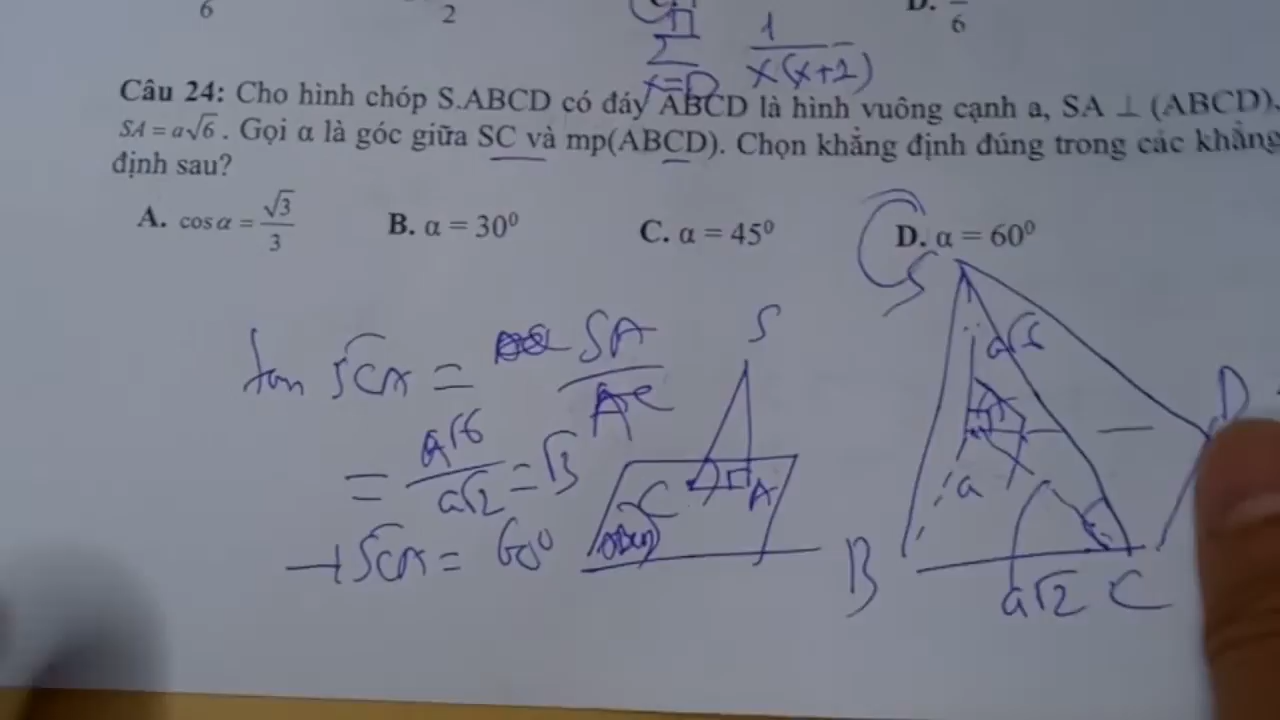 6
2
D.
6
Σ 1
x(x+1)
Câu 24: Cho hình chóp S.ABCD có đáy ABCD là hình vuông cạnh a, SA ⊥ (ABCD),
SA = a√6. Gọi α là góc giữa SC và mp(ABCD). Chọn khẳng định đúng trong các khẳng
định sau?
A. cosα = √3/3 B. α = 30⁰ C. α = 45⁰ D. α = 60⁰
S
S
a√6
D
tan SCA = SA/AC
= a√6/a√2 = √3
C
A
a
→ SCA = 60⁰
B
a√2
C